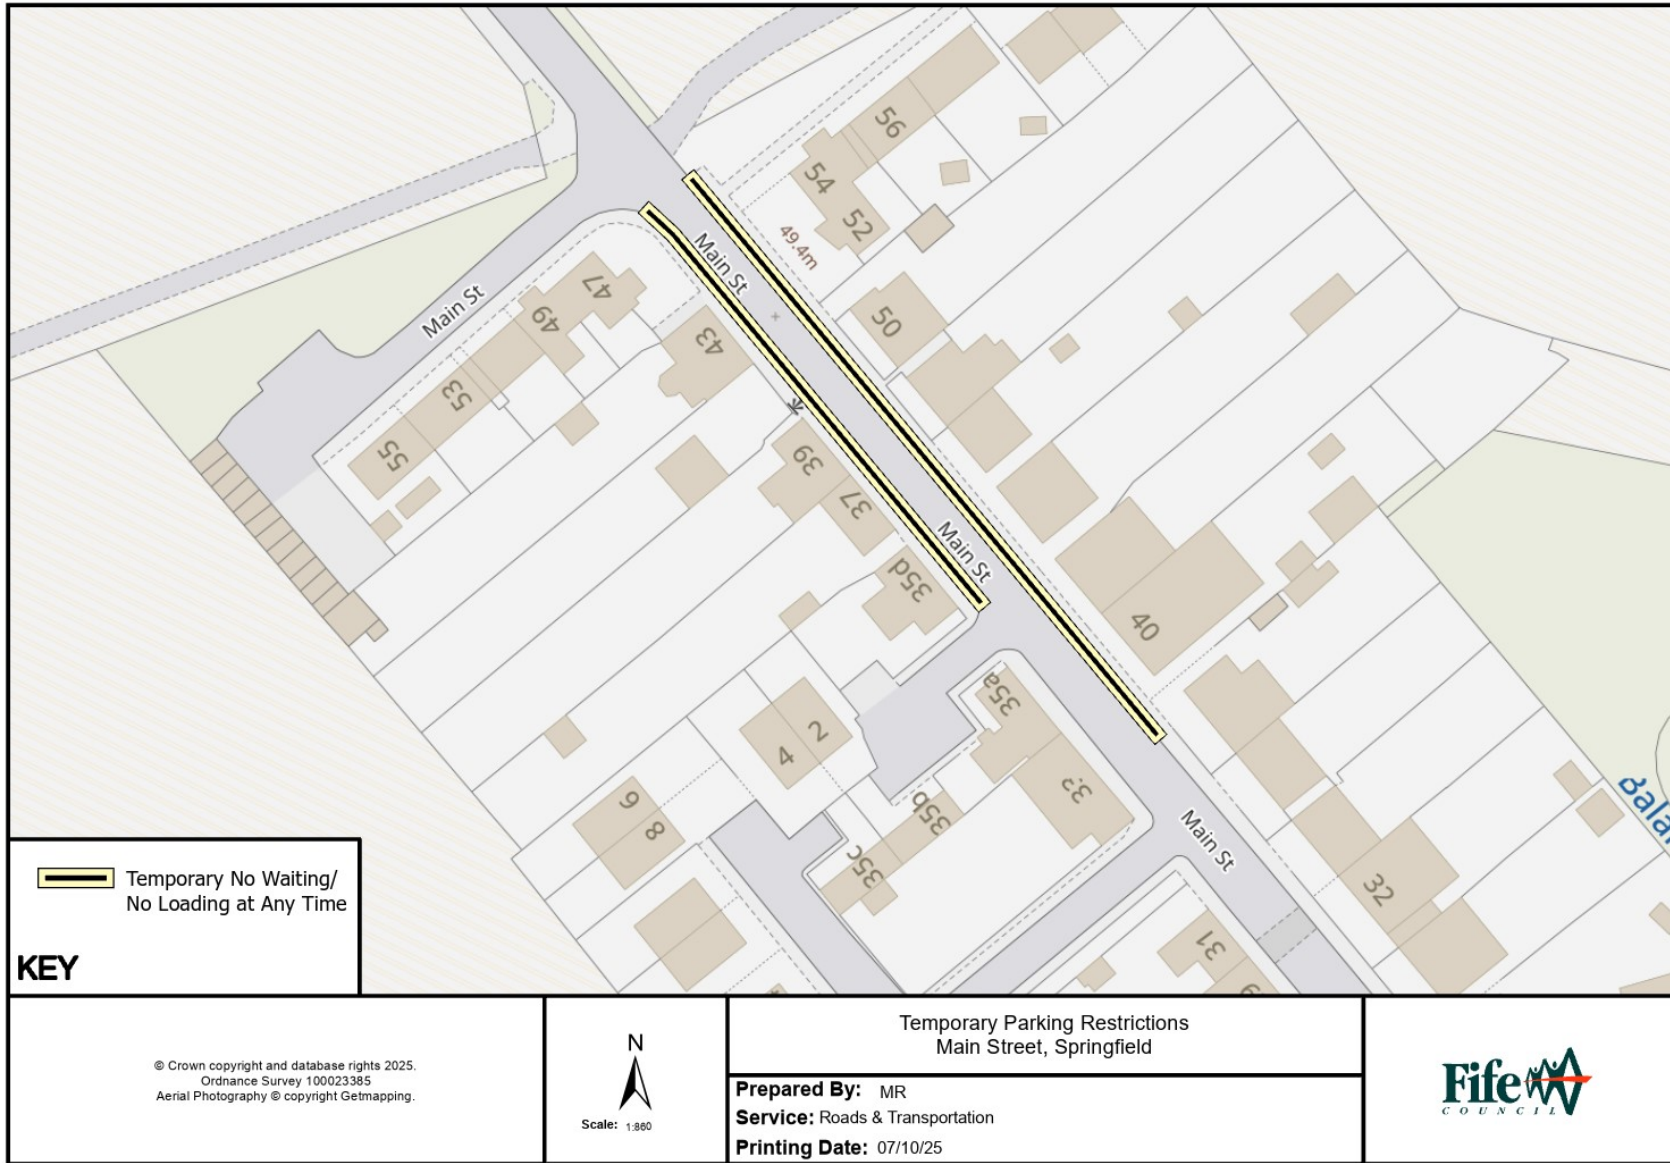 56
54
52
49.4m
Main St
Main St
47
49
50
43
53
55
39
37
Main St
35d
40
35a
2
4
33
6
8
35b
35c
Main St
32
31
Temporary No Waiting/
No Loading at Any Time
KEY
© Crown copyright and database rights 2025.
Ordnance Survey 100023385
Aerial Photography © copyright Getmapping.
N
Scale: 1:860
Temporary Parking Restrictions
Main Street, Springfield
Prepared By: MR
Service: Roads & Transportation
Printing Date: 07/10/25
Fife
COUNCIL